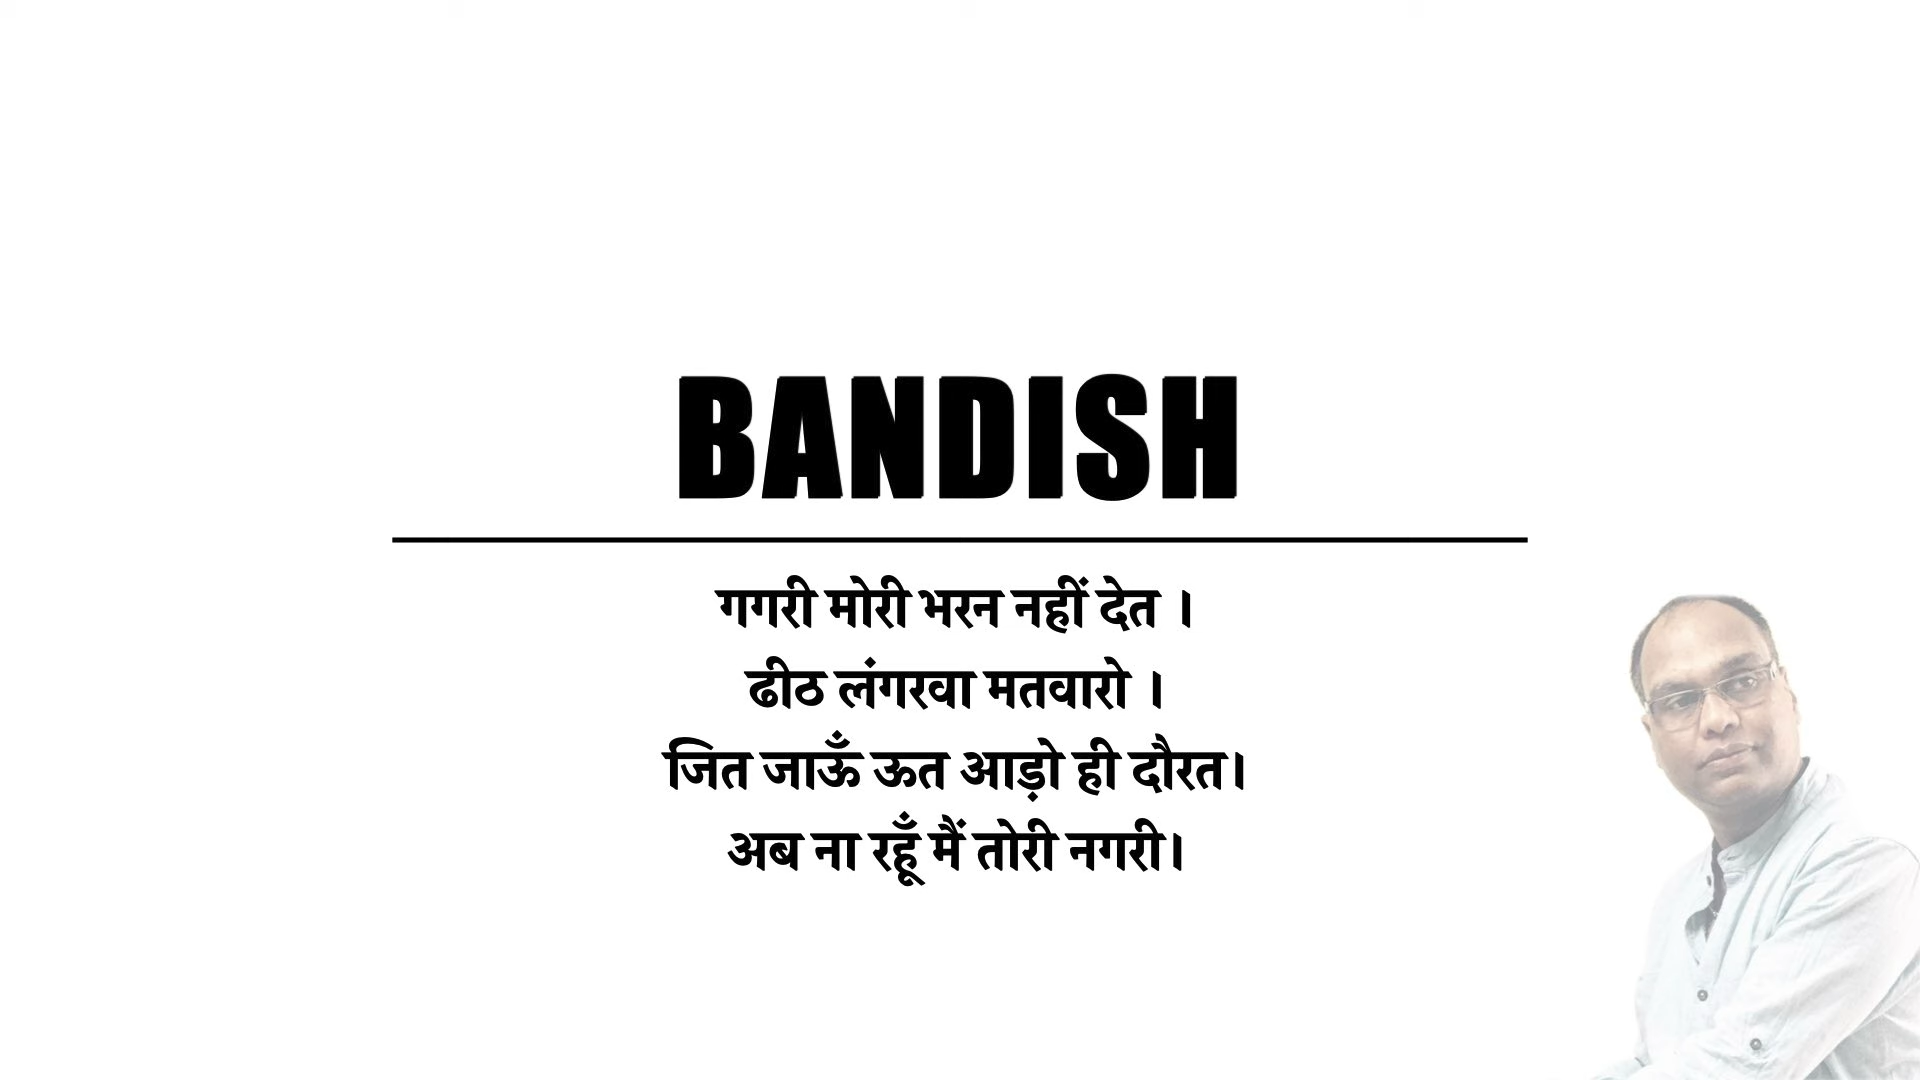 BANDISH
गगरी मोरी भरन नहीं देत ।
ढीठ लंगरवा मतवारो ।
जित जाऊँ ऊत आड़ो ही दौरत।
अब ना रहूँ मैं तोरी नगरी।